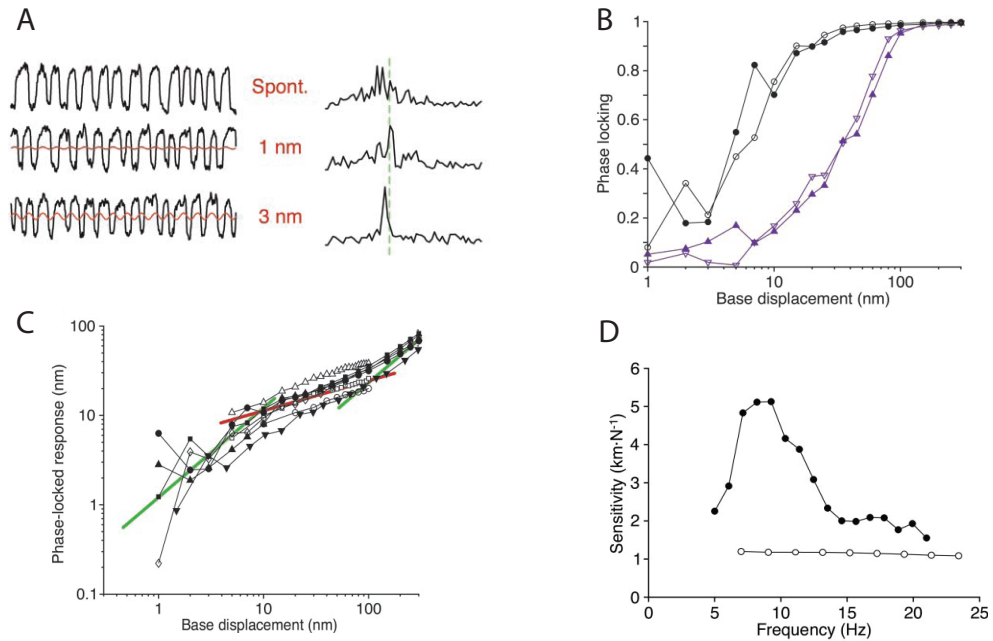 A
Spont.
1 nm
3 nm
B
Phase locking
1
0.8
0.6
0.4
0.2
0
1
10
100
Base displacement (nm)
C
Phase-locked response (nm)
100
10
1
0.1
1
10
100
Base displacement (nm)
D
Sensitivity (km·N⁻¹)
6
5
4
3
2
1
0
0
5
10
15
20
25
Frequency (Hz)